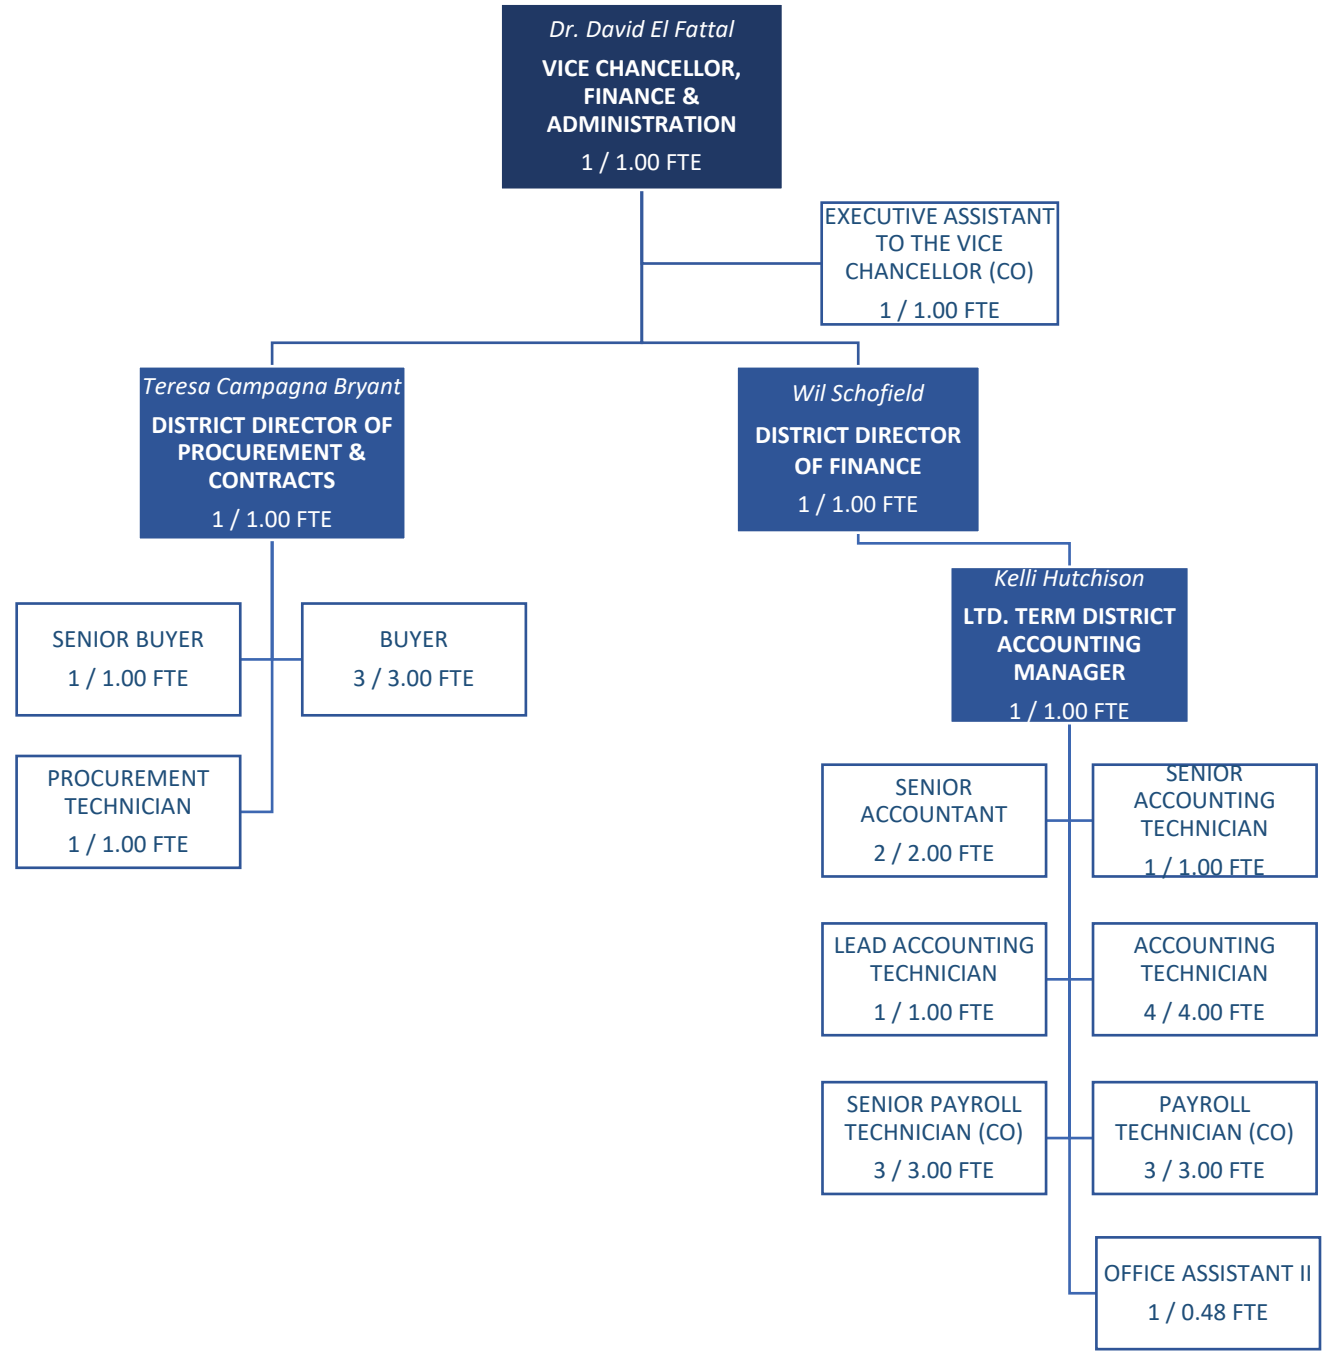 Dr. David El Fattal
VICE CHANCELLOR,
FINANCE &
ADMINISTRATION
1 / 1.00 FTE
EXECUTIVE ASSISTANT
TO THE VICE
CHANCELLOR (CO)
1 / 1.00 FTE
Teresa Campagna Bryant
DISTRICT DIRECTOR OF
PROCUREMENT &
CONTRACTS
1 / 1.00 FTE
Wil Schofield
DISTRICT DIRECTOR
OF FINANCE
1 / 1.00 FTE
Kelli Hutchison
LTD. TERM DISTRICT
ACCOUNTING
MANAGER
1 / 1.00 FTE
SENIOR BUYER
1 / 1.00 FTE
BUYER
3 / 3.00 FTE
PROCUREMENT
TECHNICIAN
1 / 1.00 FTE
SENIOR
ACCOUNTANT
2 / 2.00 FTE
SENIOR
ACCOUNTING
TECHNICIAN
1 / 1.00 FTE
LEAD ACCOUNTING
TECHNICIAN
1 / 1.00 FTE
ACCOUNTING
TECHNICIAN
4 / 4.00 FTE
SENIOR PAYROLL
TECHNICIAN (CO)
3 / 3.00 FTE
PAYROLL
TECHNICIAN (CO)
3 / 3.00 FTE
OFFICE ASSISTANT II
1 / 0.48 FTE